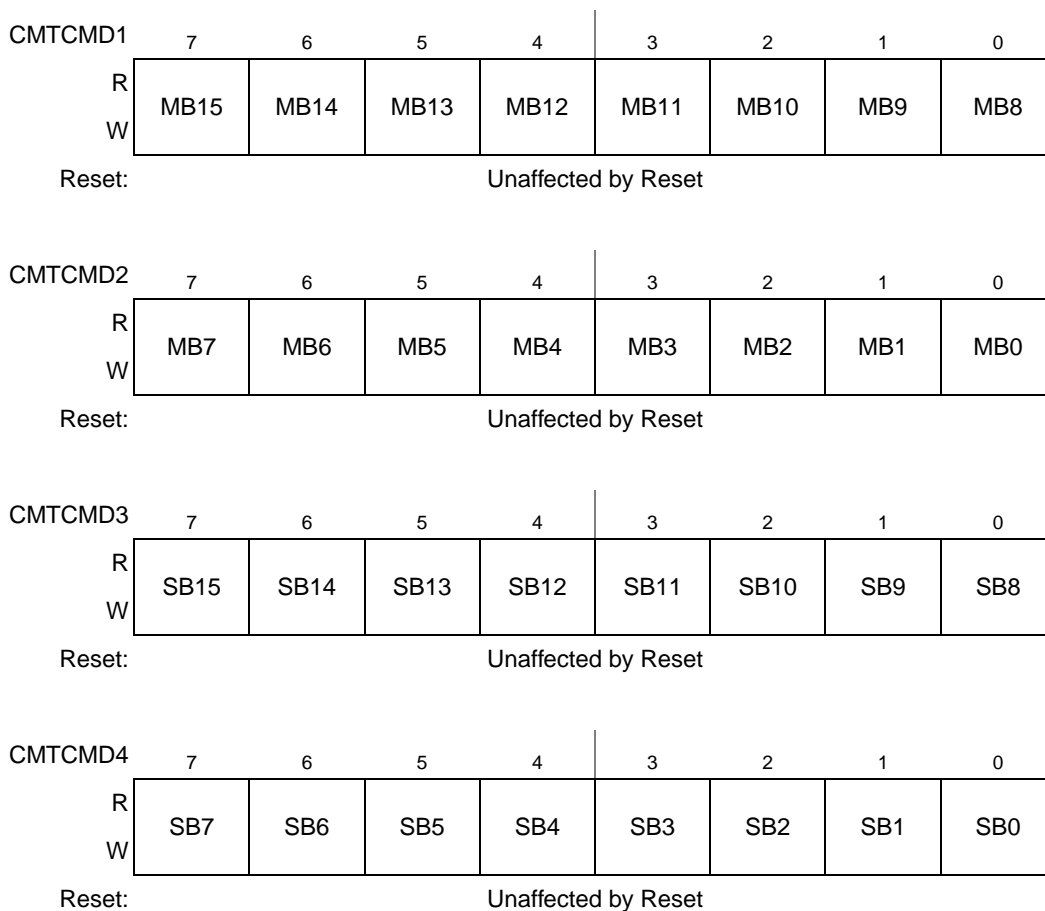 CMTCMD1 7 6 5 4 3 2 1 0
R
MB15 MB14 MB13 MB12 MB11 MB10 MB9 MB8
W
Reset: Unaffected by Reset
CMTCMD2 7 6 5 4 3 2 1 0
R
MB7 MB6 MB5 MB4 MB3 MB2 MB1 MB0
W
Reset: Unaffected by Reset
CMTCMD3 7 6 5 4 3 2 1 0
R
SB15 SB14 SB13 SB12 SB11 SB10 SB9 SB8
W
Reset: Unaffected by Reset
CMTCMD4 7 6 5 4 3 2 1 0
R
SB7 SB6 SB5 SB4 SB3 SB2 SB1 SB0
W
Reset: Unaffected by Reset